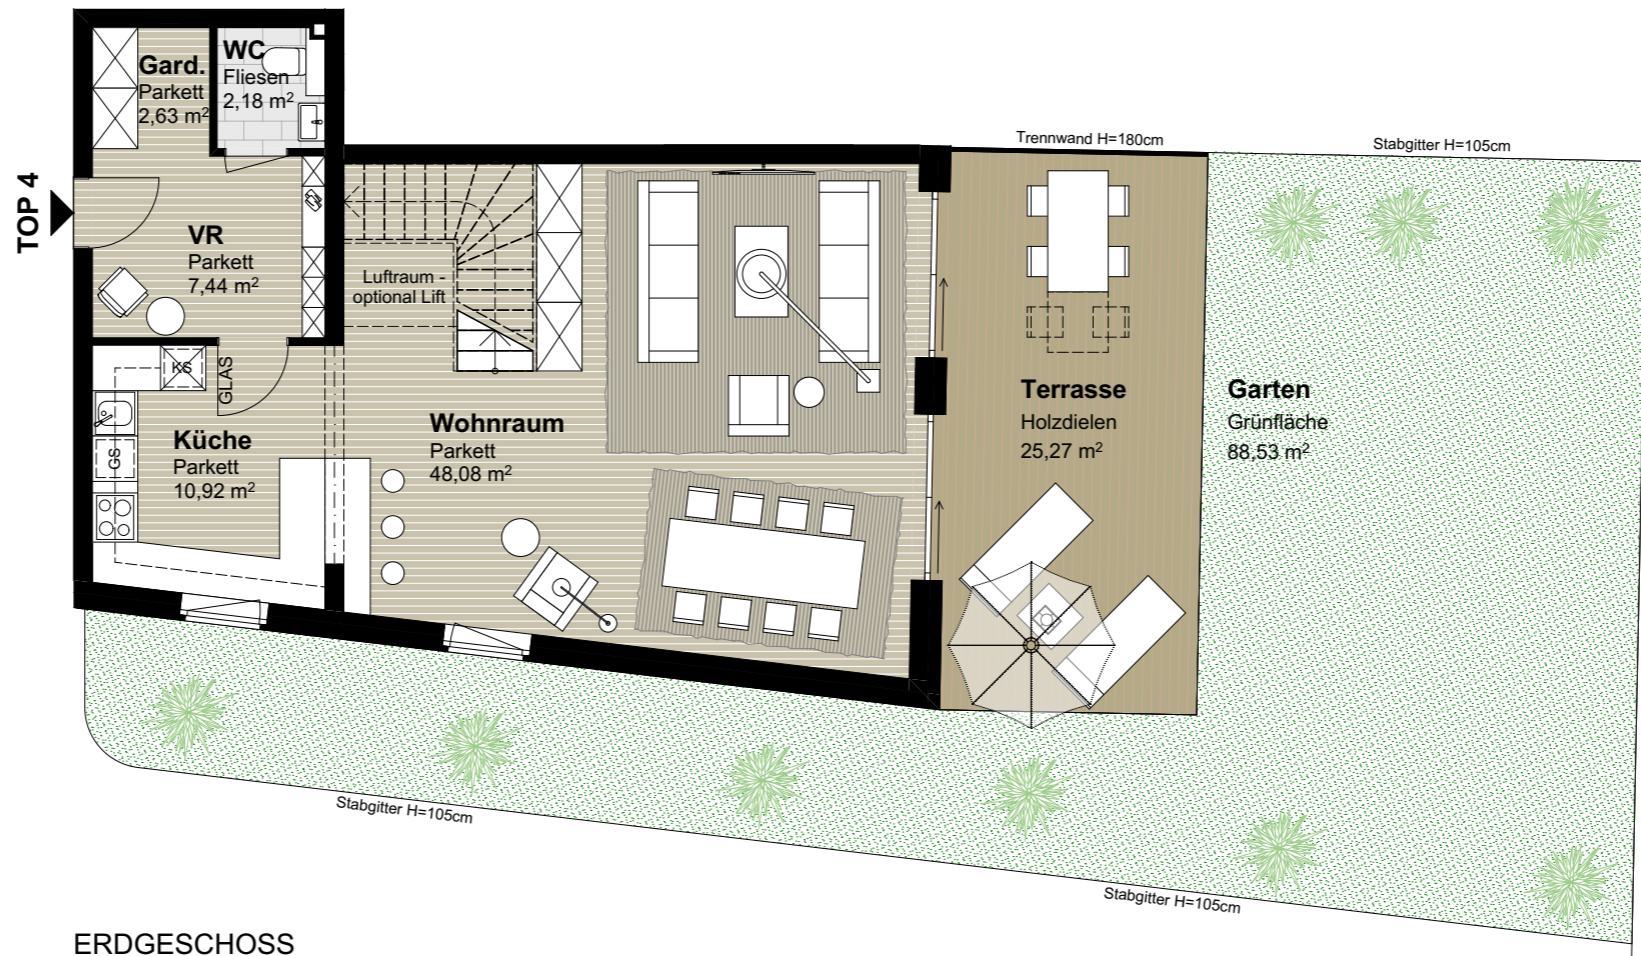 TOP 4
Gard.
Parkett
2,63 m²
WC
Fliesen
2,18 m²
VR
Parkett
7,44 m²
Luftraum -
optional Lift
KS
GLAS
GS
Küche
Parkett
10,92 m²
Wohnraum
Parkett
48,08 m²
Trennwand H=180cm
Stabgitter H=105cm
Terrasse
Holzdielen
25,27 m²
Garten
Grünfläche
88,53 m²
Stabgitter H=105cm
Stabgitter H=105cm
ERDGESCHOSS